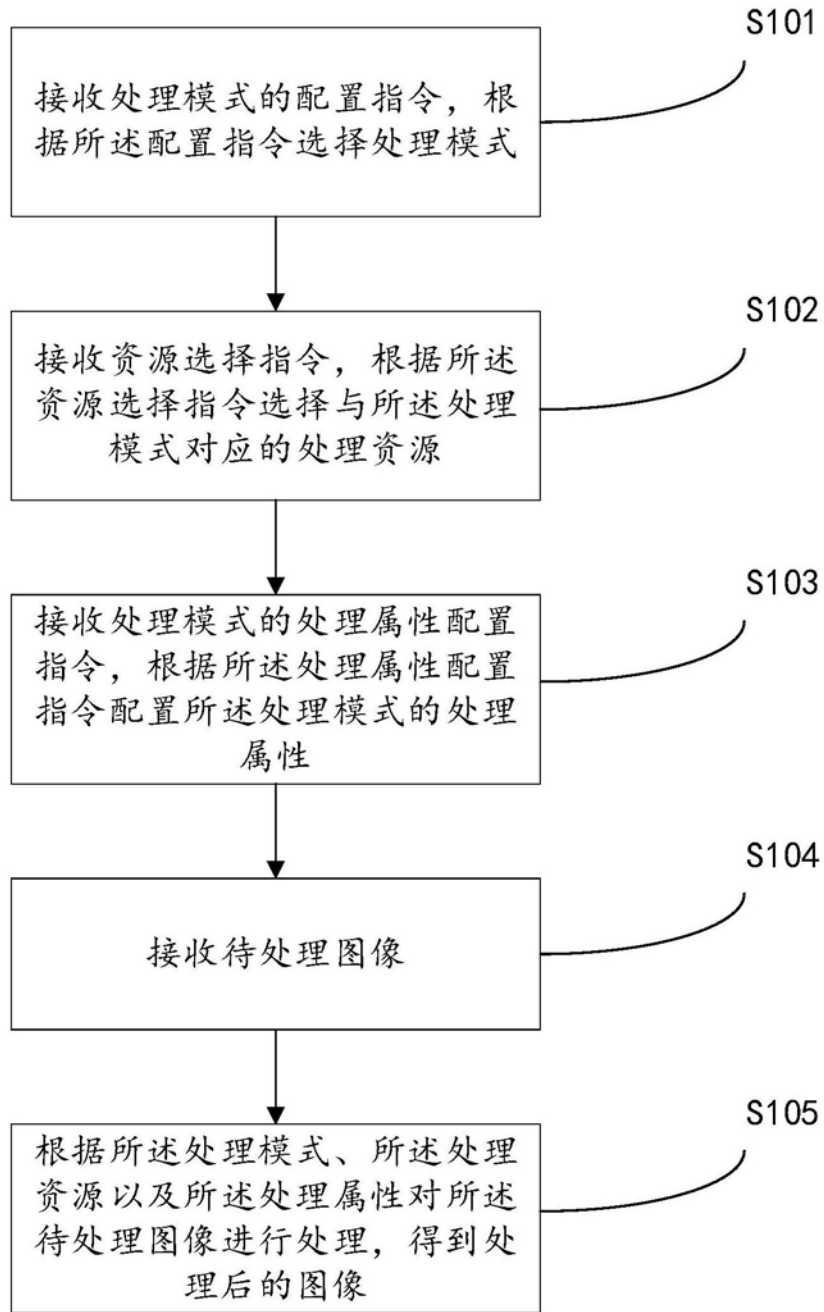 S101
接收处理模式的配置指令，根
据所述配置指令选择处理模式
S102
接收资源选择指令，根据所述
资源选择指令选择与所述处理
模式对应的处理资源
S103
接收处理模式的处理属性配置
指令，根据所述处理属性配置
指令配置所述处理模式的处理
属性
S104
接收待处理图像
S105
根据所述处理模式、所述处理
资源以及所述处理属性对所述
待处理图像进行处理，得到处
理后的图像